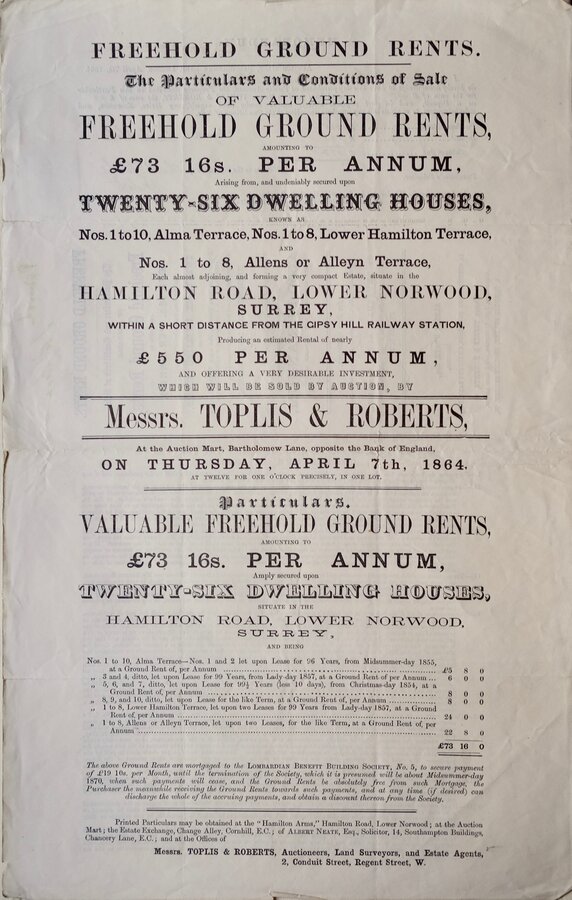 FREEHOLD GROUND RENTS.
The Particulars and Conditions of Sale
OF VALUABLE
FREEHOLD GROUND RENTS,
AMOUNTING TO
£73 16s. PER ANNUM,
Arising from, and undeniably secured upon
TWENTY-SIX DWELLING HOUSES,
KNOWN AS
Nos. 1 to 10, Alma Terrace, Nos. 1 to 8, Lower Hamilton Terrace,
AND
Nos. 1 to 8, Allens or Alleyn Terrace,
Each almost adjoining, and forming a very compact Estate, situate in the
HAMILTON ROAD, LOWER NORWOOD,
SURREY,
WITHIN A SHORT DISTANCE FROM THE GIPSY HILL RAILWAY STATION,
Producing an estimated Rental of nearly
£550 PER ANNUM,
AND OFFERING A VERY DESIRABLE INVESTMENT,
WHICH WILL BE SOLD BY AUCTION, BY
Messrs. TOPLIS & ROBERTS,
At the Auction Mart, Bartholomew Lane, opposite the Bank of England,
ON THURSDAY, APRIL 7th, 1864.
AT TWELVE FOR ONE O'CLOCK PRECISELY, IN ONE LOT.
Particulars.
VALUABLE FREEHOLD GROUND RENTS,
AMOUNTING TO
£73 16s. PER ANNUM,
Amply secured upon
TWENTY-SIX DWELLING HOUSES,
SITUATE IN THE
HAMILTON ROAD, LOWER NORWOOD,
SURREY,
AND BEING
Nos. 1 to 10, Alma Terrace—Nos. 1 and 2 let upon Lease for 96 Years, from Midsummer-day 1855,
at a Ground Rent of, per Annum ... £5 8 0
„ 3 and 4, ditto, let upon Lease for 99 Years, from Lady-day 1857, at a Ground Rent of per Annum ... 6 0 0
„ 5, 6, and 7, ditto, let upon Lease for 99½ Years (less 10 days), from Christmas-day 1854, at a
Ground Rent of, per Annum ... 8 0 0
„ 8, 9, and 10, ditto, let upon Lease for the like Term, at a Ground Rent of, per Annum ... 8 0 0
„ 1 to 8, Lower Hamilton Terrace, let upon two Leases for 99 Years from Lady-day 1857, at a Ground
Rent of, per Annum ... 24 0 0
„ 1 to 8, Allens or Alleyn Terrace, let upon two Leases, for the like Term, at a Ground Rent of, per
Annum ... 22 8 0
£73 16 0
The above Ground Rents are mortgaged to the LOMBARDIAN BENEFIT BUILDING SOCIETY, No. 5, to secure payment
of £19 10s. per Month, until the termination of the Society, which it is presumed will be about Midsummer-day
1870, when such payments will cease, and the Ground Rents be absolutely free from such Mortgage, the
Purchaser the meanwhile receiving the Ground Rents towards such payments, and at any time (if desired) can
discharge the whole of the accruing payments, and obtain a discount thereon from the Society.
Printed Particulars may be obtained at the "Hamilton Arms," Hamilton Road, Lower Norwood; at the Auction
Mart; the Estate Exchange, Change Alley, Cornhill, E.C.; of ALBERT NEATE, Esq., Solicitor, 14, Southampton Buildings,
Chancery Lane, E.C.; and at the Offices of
Messrs. TOPLIS & ROBERTS, Auctioneers, Land Surveyors, and Estate Agents,
2, Conduit Street, Regent Street, W.